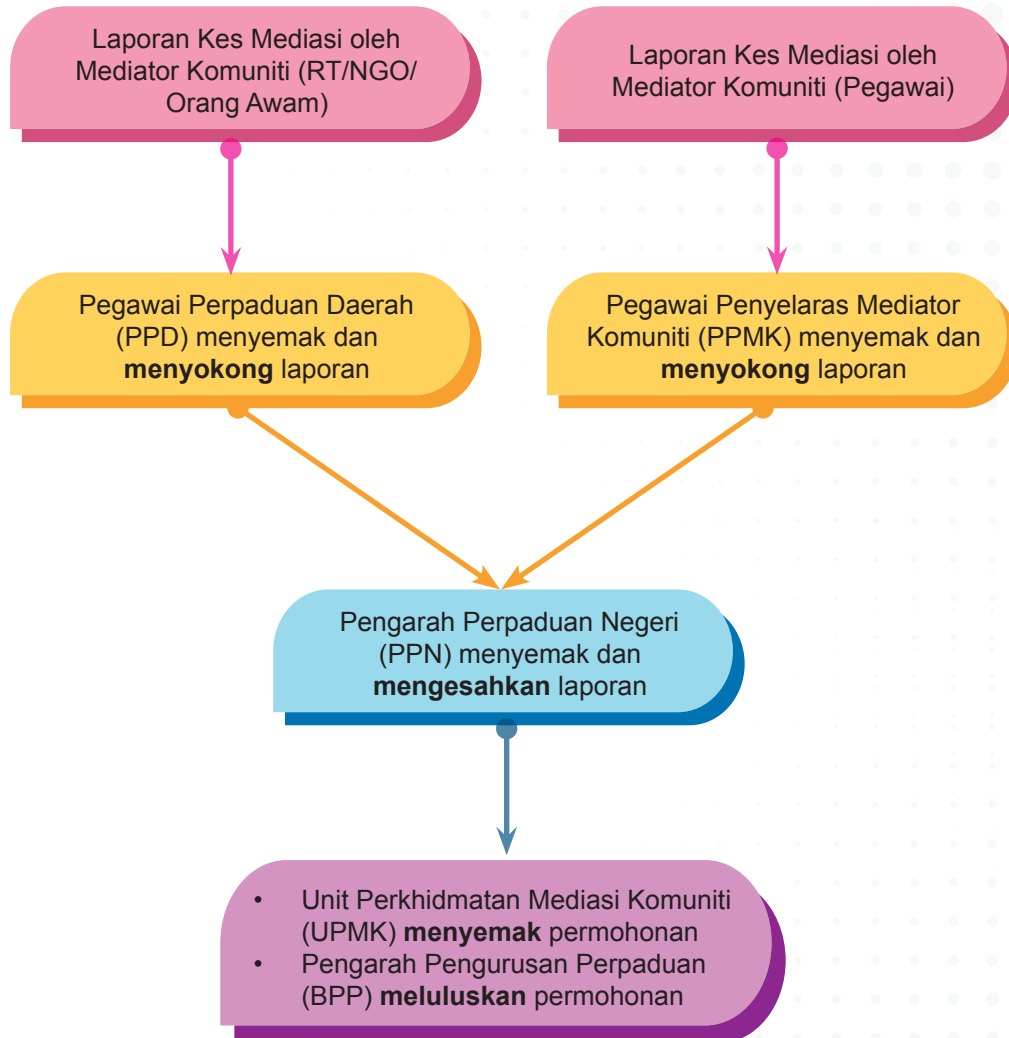 Laporan Kes Mediasi oleh
Mediator Komuniti (RT/NGO/
Orang Awam)
Laporan Kes Mediasi oleh
Mediator Komuniti (Pegawai)
Pegawai Perpaduan Daerah
(PPD) menyemak dan
menyokong laporan
Pegawai Penyelaras Mediator
Komuniti (PPMK) menyemak dan
menyokong laporan
Pengarah Perpaduan Negeri
(PPN) menyemak dan
mengesahkan laporan
• Unit Perkhidmatan Mediasi Komuniti
(UPMK) menyemak permohonan
• Pengarah Pengurusan Perpaduan
(BPP) meluluskan permohonan